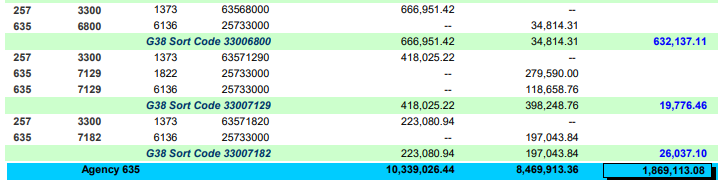 257 3300 1373 63568000 666,951.42 --
635 6800 6136 25733000 -- 34,814.31
G38 Sort Code 33006800 666,951.42 34,814.31 632,137.11
257 3300 1373 63571290 418,025.22 --
635 7129 1822 25733000 -- 279,590.00
635 7129 6136 25733000 -- 118,658.76
G38 Sort Code 33007129 418,025.22 398,248.76 19,776.46
257 3300 1373 63571820 223,080.94 --
635 7182 6136 25733000 -- 197,043.84
G38 Sort Code 33007182 223,080.94 197,043.84 26,037.10
Agency 635 10,339,026.44 8,469,913.36 1,869,113.08